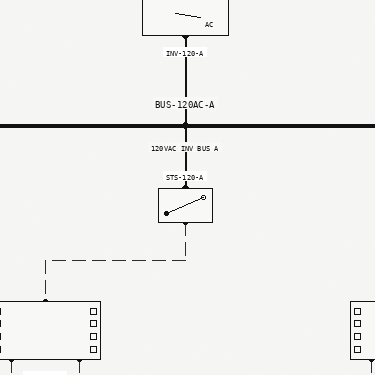 AC
INV-120-A
BUS-120AC-A
120VAC INV BUS A
STS-120-A